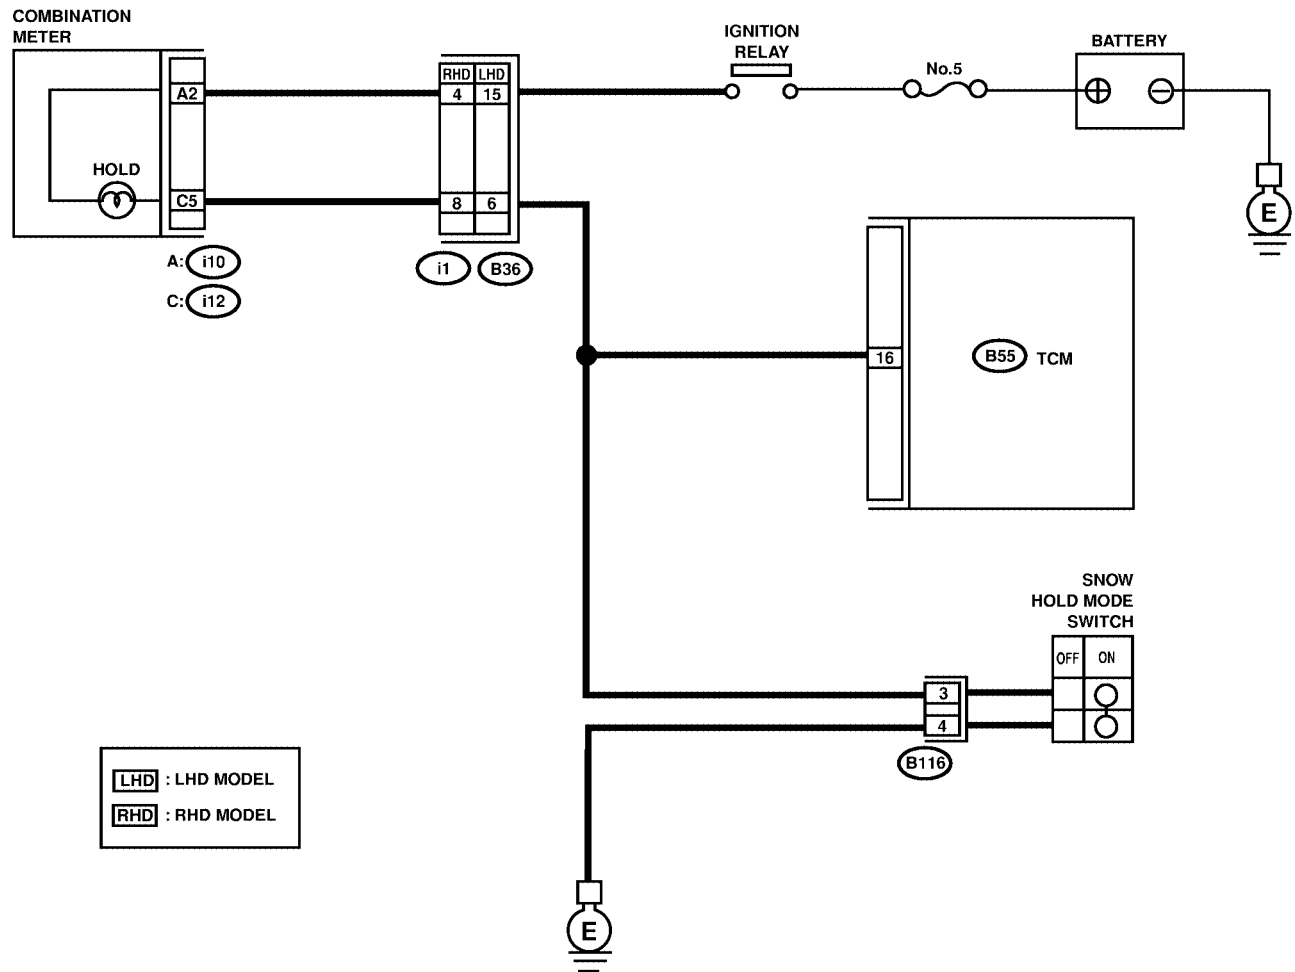 COMBINATION
METER
A2
HOLD
C5
A: i10
C: i12
RHD LHD
4 15
8 6
i1 B36
IGNITION
RELAY
No.5
BATTERY
E
16
B55 TCM
SNOW
HOLD MODE
SWITCH
OFF ON
3
4
B116
LHD : LHD MODEL
RHD : RHD MODEL
E